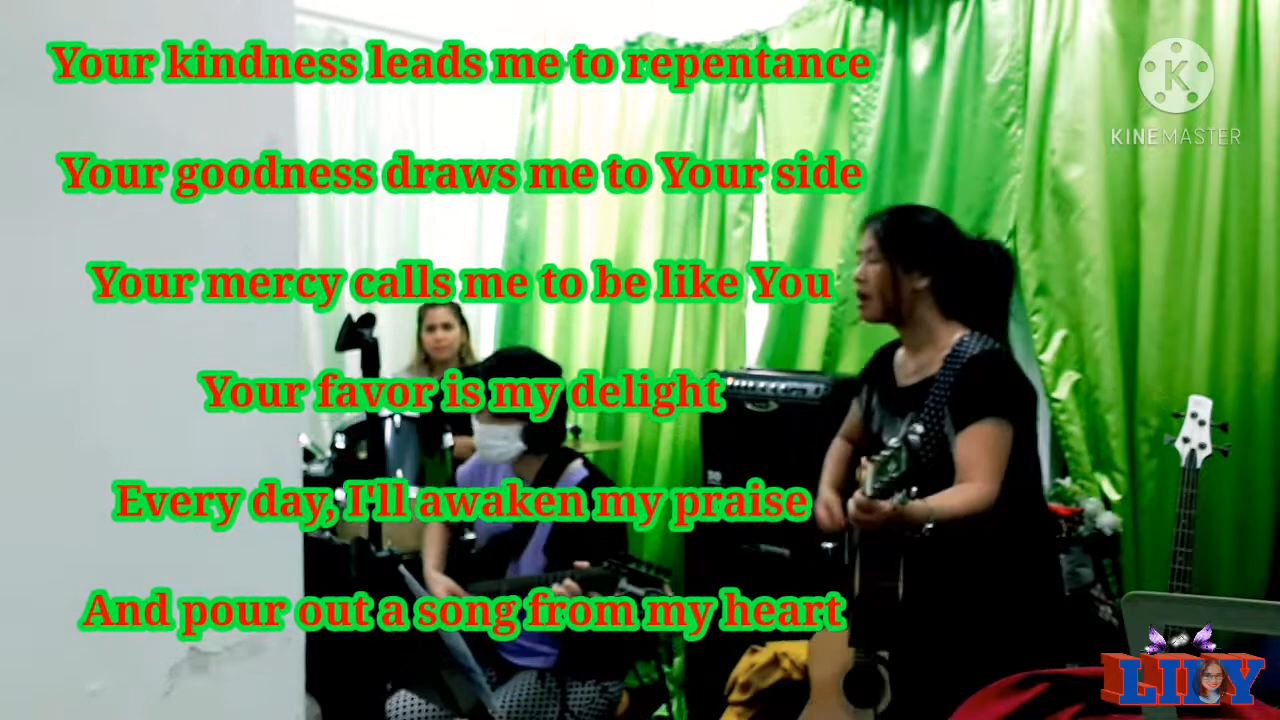 Your kindness leads me to repentance
Your goodness draws me to Your side
Your mercy calls me to be like You
Your favor is my delight
Every day, I'll awaken my praise
And pour out a song from my heart
K
KINEMASTER
LILY